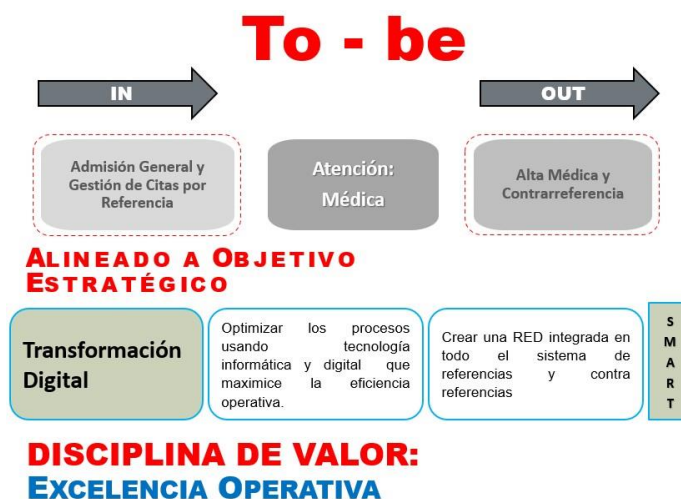 To - be
IN
OUT
Admisión General y
Gestión de Citas por
Referencia
Atención:
Médica
Alta Médica y
Contrarreferencia
ALINEADO A OBJETIVO
ESTRATÉGICO
Transformación
Digital
Optimizar los procesos
usando tecnología
informática y digital que
maximice la eficiencia
operativa.
Crear una RED integrada en
todo el sistema de
referencias y contra
referencias
S
M
A
R
T
DISCIPLINA DE VALOR:
EXCELENCIA OPERATIVA